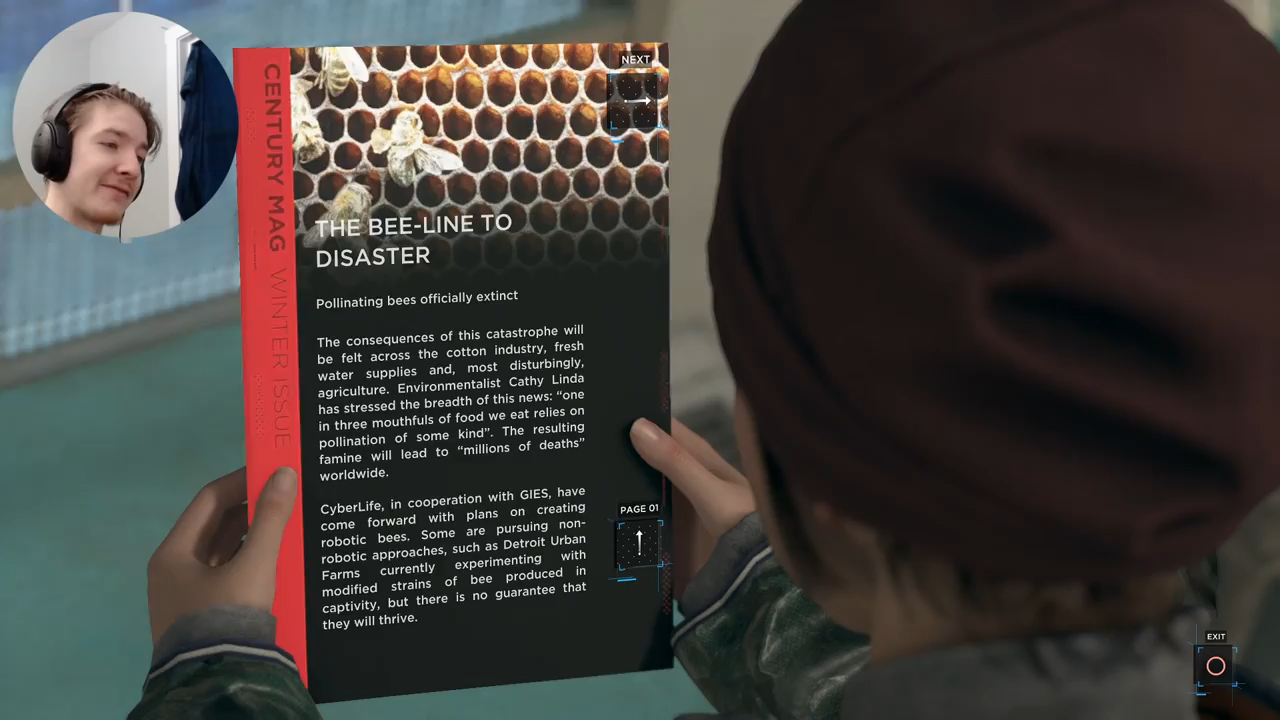 CENTURY MAG WINTER ISSUE
NEXT
THE BEE-LINE TO
DISASTER
Pollinating bees officially extinct
The consequences of this catastrophe will
be felt across the cotton industry, fresh
water supplies and, most disturbingly,
agriculture. Environmentalist Cathy Linda
has stressed the breadth of this news: “one
in three mouthfuls of food we eat relies on
pollination of some kind”. The resulting
famine will lead to “millions of deaths”
worldwide.
CyberLife, in cooperation with GIES, have
come forward with plans on creating
robotic bees. Some are pursuing non-
robotic approaches, such as Detroit Urban
Farms currently experimenting with
modified strains of bee produced in
captivity, but there is no guarantee that
they will thrive.
PAGE 01
EXIT